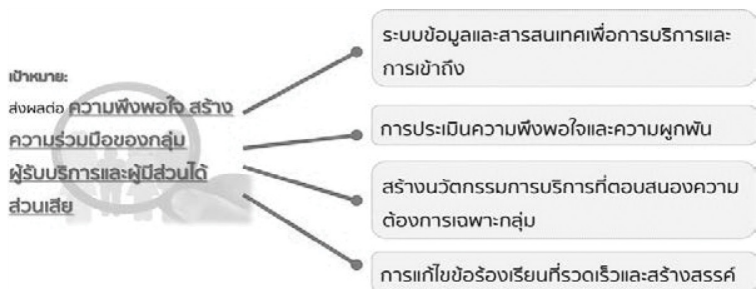 เป้าหมาย:
ส่งผลต่อ ความพึงพอใจ สร้าง
ความร่วมมือของกลุ่ม
ผู้รับบริการและผู้มีส่วนได้
ส่วนเสีย
ระบบข้อมูลและสารสนเทศเพื่อการบริการและ
การเข้าถึง
การประเมินความพึงพอใจและความผูกพัน
สร้างนวัตกรรมการบริการที่ตอบสนองความ
ต้องการเฉพาะกลุ่ม
การแก้ไขข้อร้องเรียนที่รวดเร็วและสร้างสรรค์